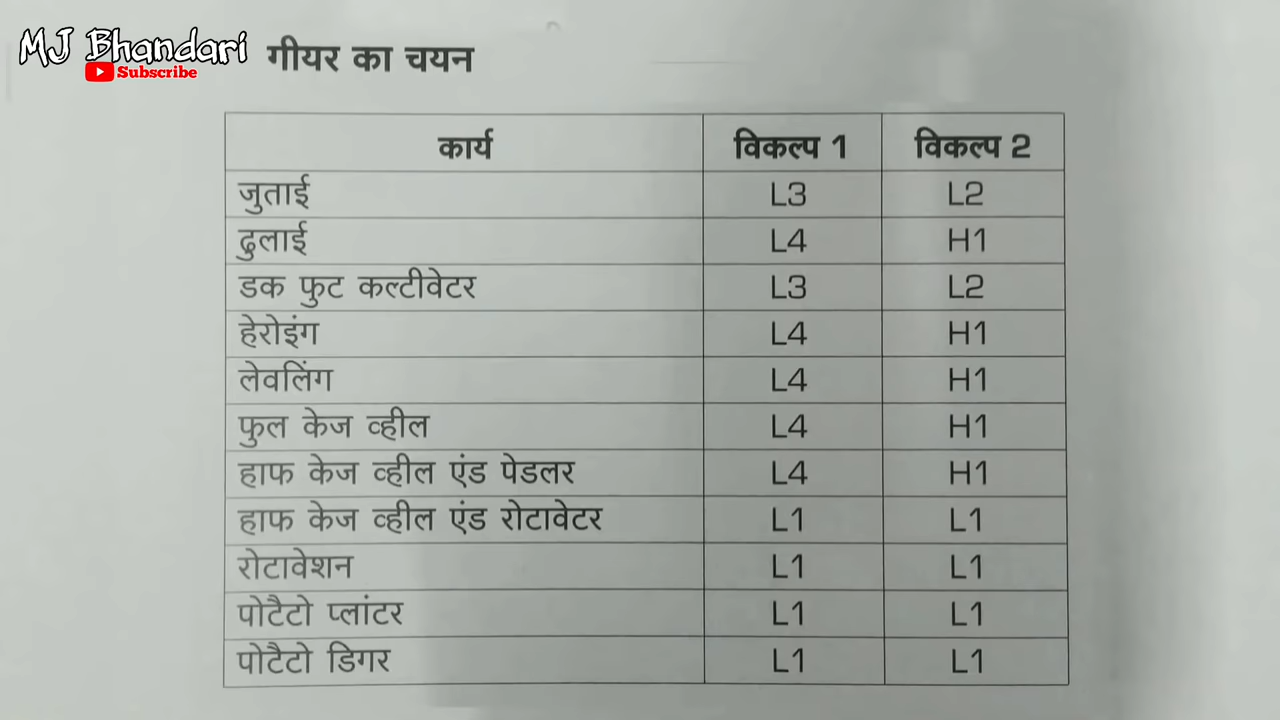 MJ Bhandari
Subscribe
गीयर का चयन
कार्य विकल्प 1 विकल्प 2
जुताई L3 L2
ढुलाई L4 H1
डक फुट कल्टीवेटर L3 L2
हेरोइंग L4 H1
लेवलिंग L4 H1
फुल केज व्हील L4 H1
हाफ केज व्हील एंड पेडलर L4 H1
हाफ केज व्हील एंड रोटावेटर L1 L1
रोटावेशन L1 L1
पोटैटो प्लांटर L1 L1
पोटैटो डिगर L1 L1